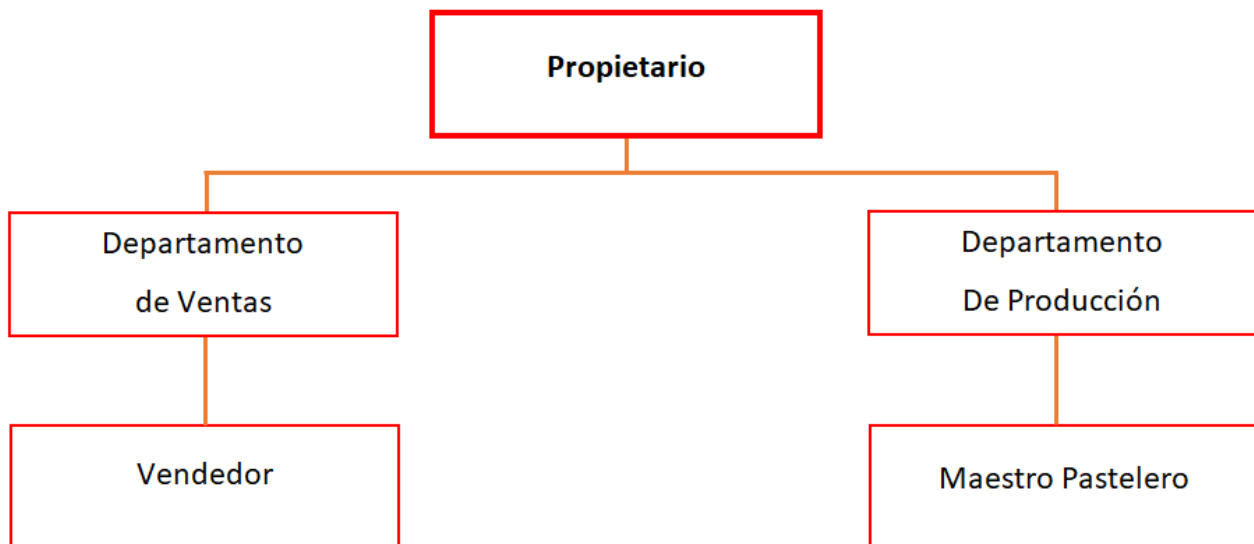 Propietario
Departamento
de Ventas
Departamento
De Producción
Vendedor
Maestro Pastelero